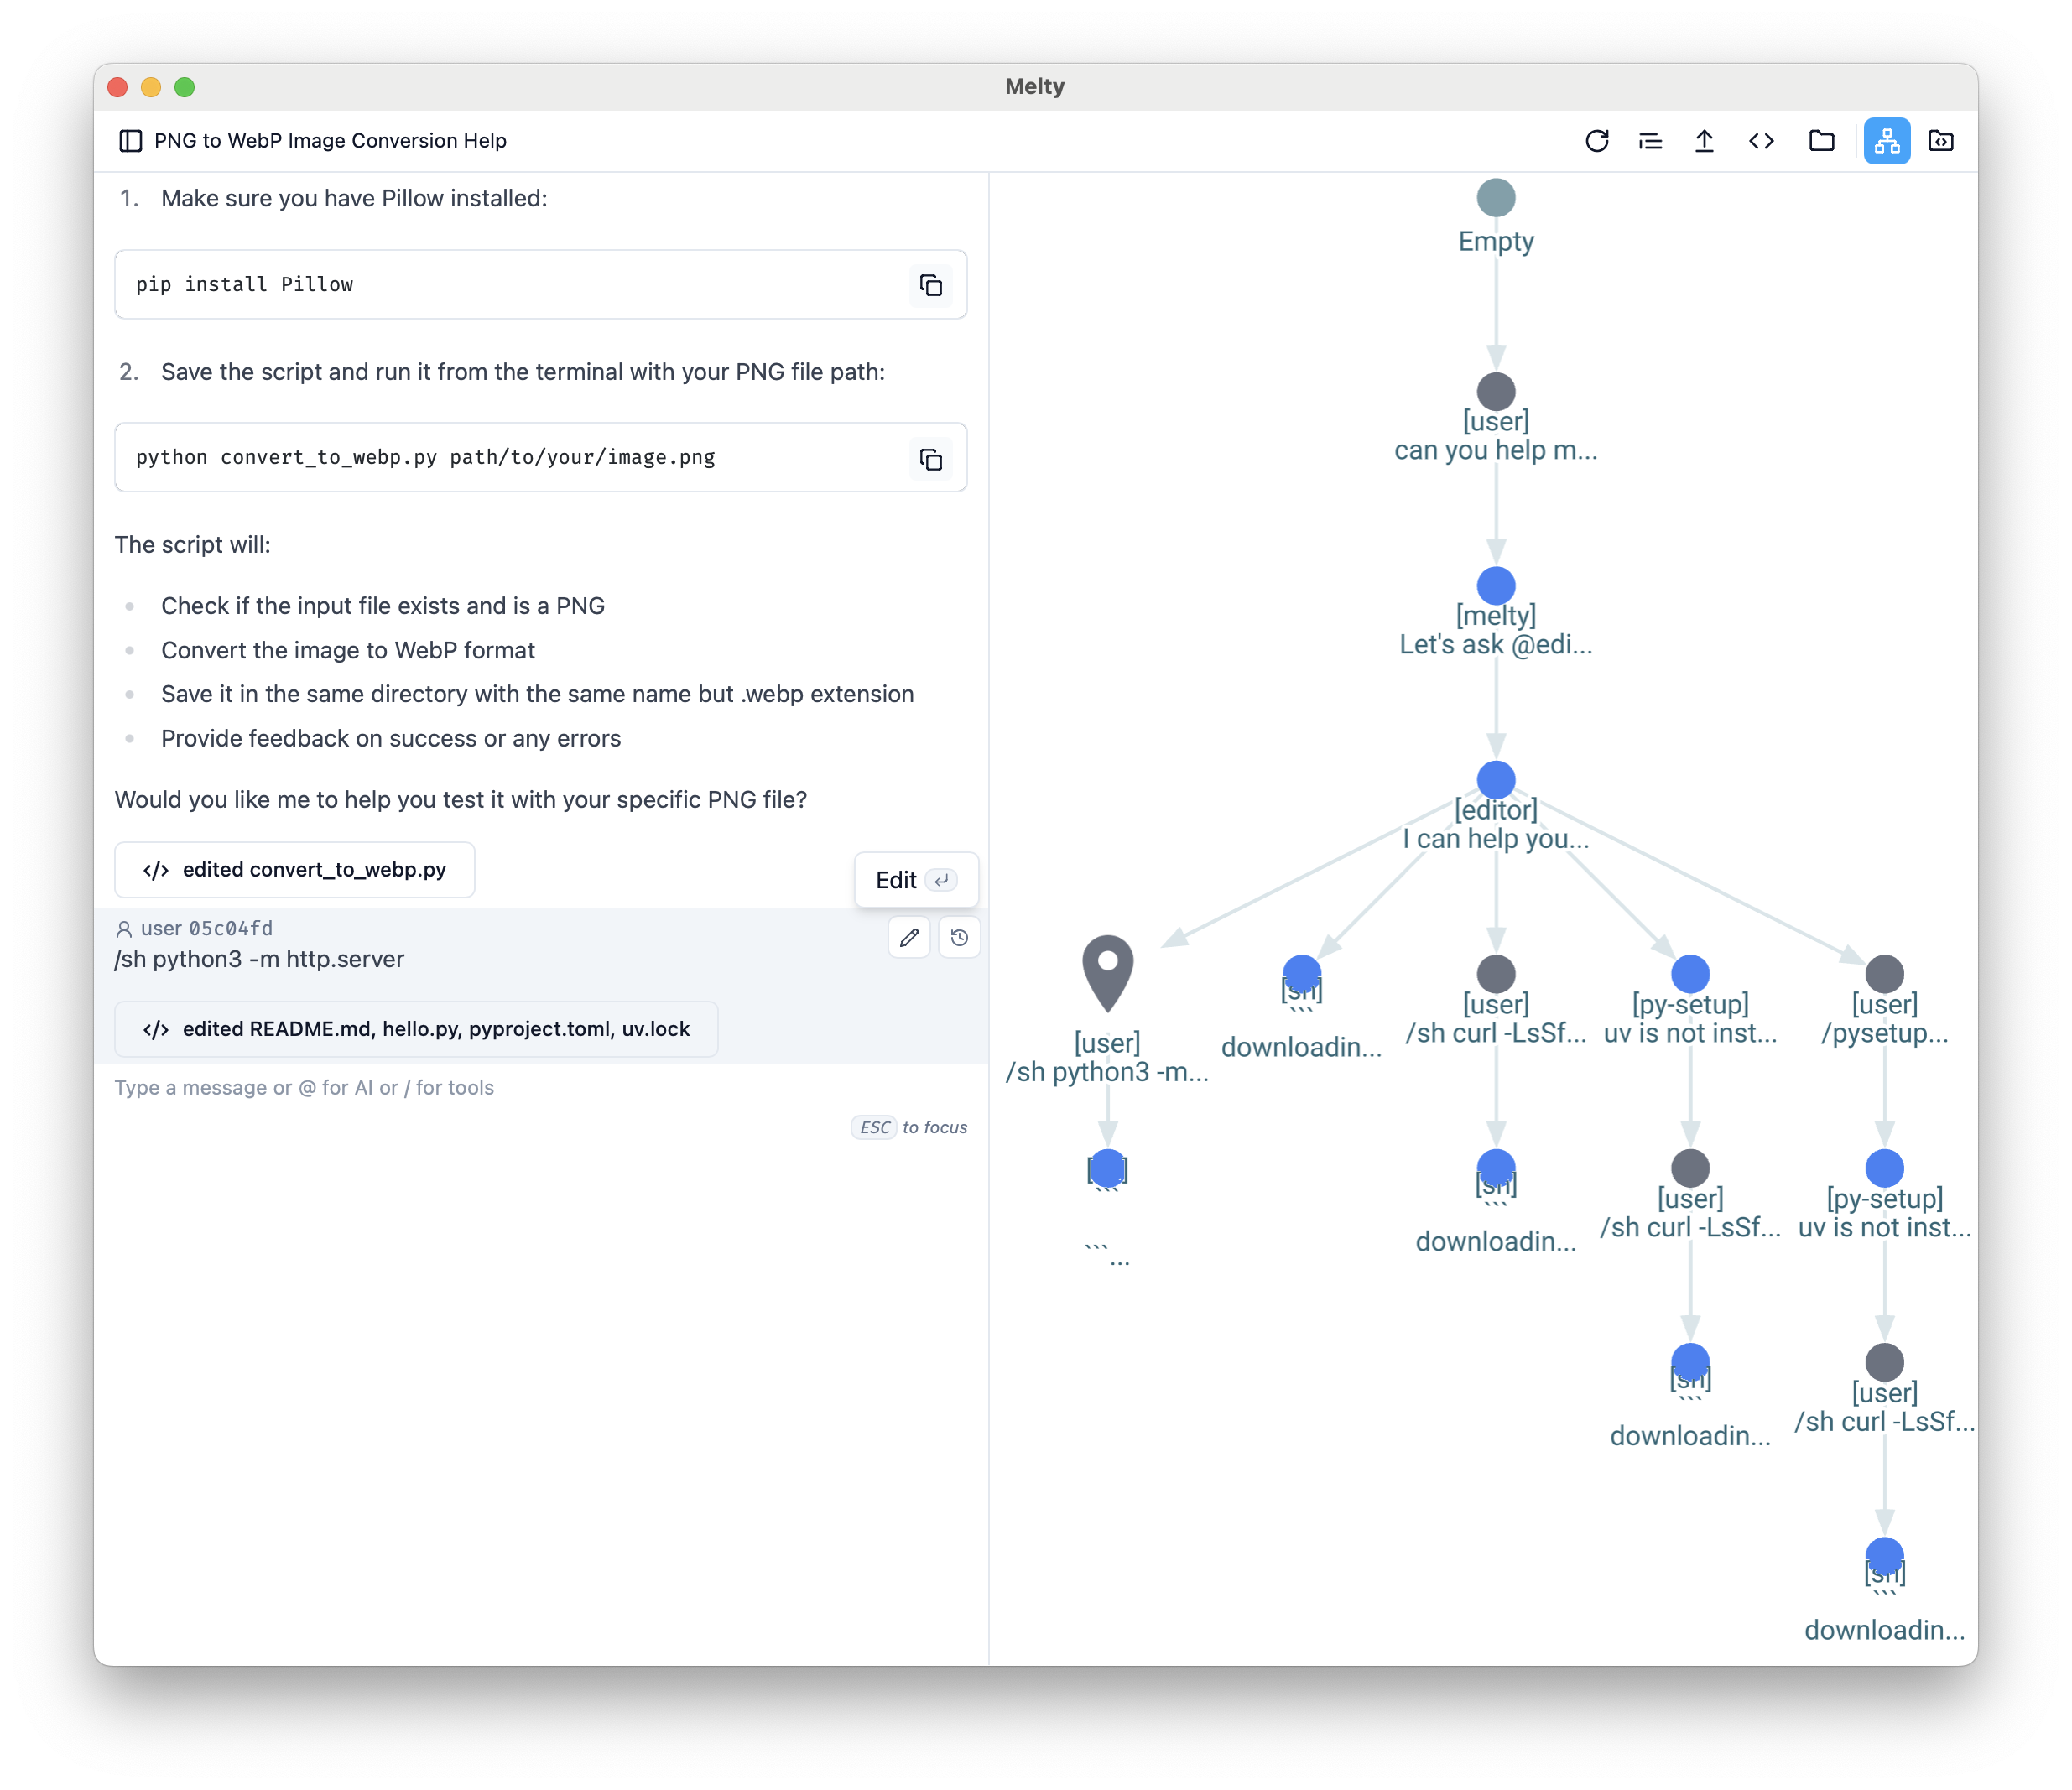 Melty
PNG to WebP Image Conversion Help
1. Make sure you have Pillow installed:
pip install Pillow
2. Save the script and run it from the terminal with your PNG file path:
python convert_to_webp.py path/to/your/image.png
The script will:
Check if the input file exists and is a PNG
Convert the image to WebP format
Save it in the same directory with the same name but .webp extension
Provide feedback on success or any errors
Would you like me to help you test it with your specific PNG file?
</> edited convert_to_webp.py
Edit
user 05c04fd
/sh python3 -m http.server
</> edited README.md, hello.py, pyproject.toml, uv.lock
Type a message or @ for AI or / for tools
ESC to focus
Empty
[user]
can you help m...
[melty]
Let's ask @edi...
[editor]
I can help you...
[user]
/sh python3 -m...
```
``` ...
[sh]
```
downloadin...
[user]
/sh curl -LsSf...
[sh]
```
downloadin...
[py-setup]
uv is not inst...
[user]
/sh curl -LsSf...
[sh]
```
downloadin...
[user]
/pysetup...
[py-setup]
uv is not inst...
[user]
/sh curl -LsSf...
[sh]
```
downloadin...